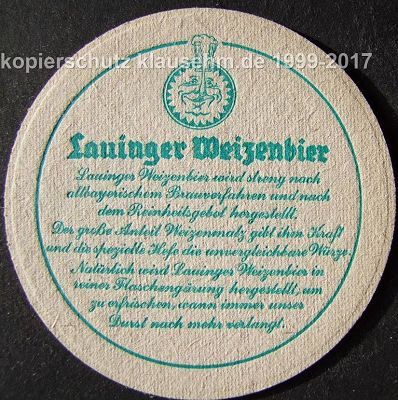 kopierschutz klausehm.de 1999-2017
Lauinger Weizenbier
Lauinger Weizenbier wird streng nach
altbayerischem Brauverfahren und nach
dem Reinheitsgebot hergestellt.
Der große Anteil Weizenmalz gibt ihm Kraft
und die spezielle Hefe die unvergleichbare Würze.
Natürlich wird Lauinger Weizenbier in
reiner Flaschengärung hergestellt, um
zu erfrischen, wann immer unser
Durst nach mehr verlangt.